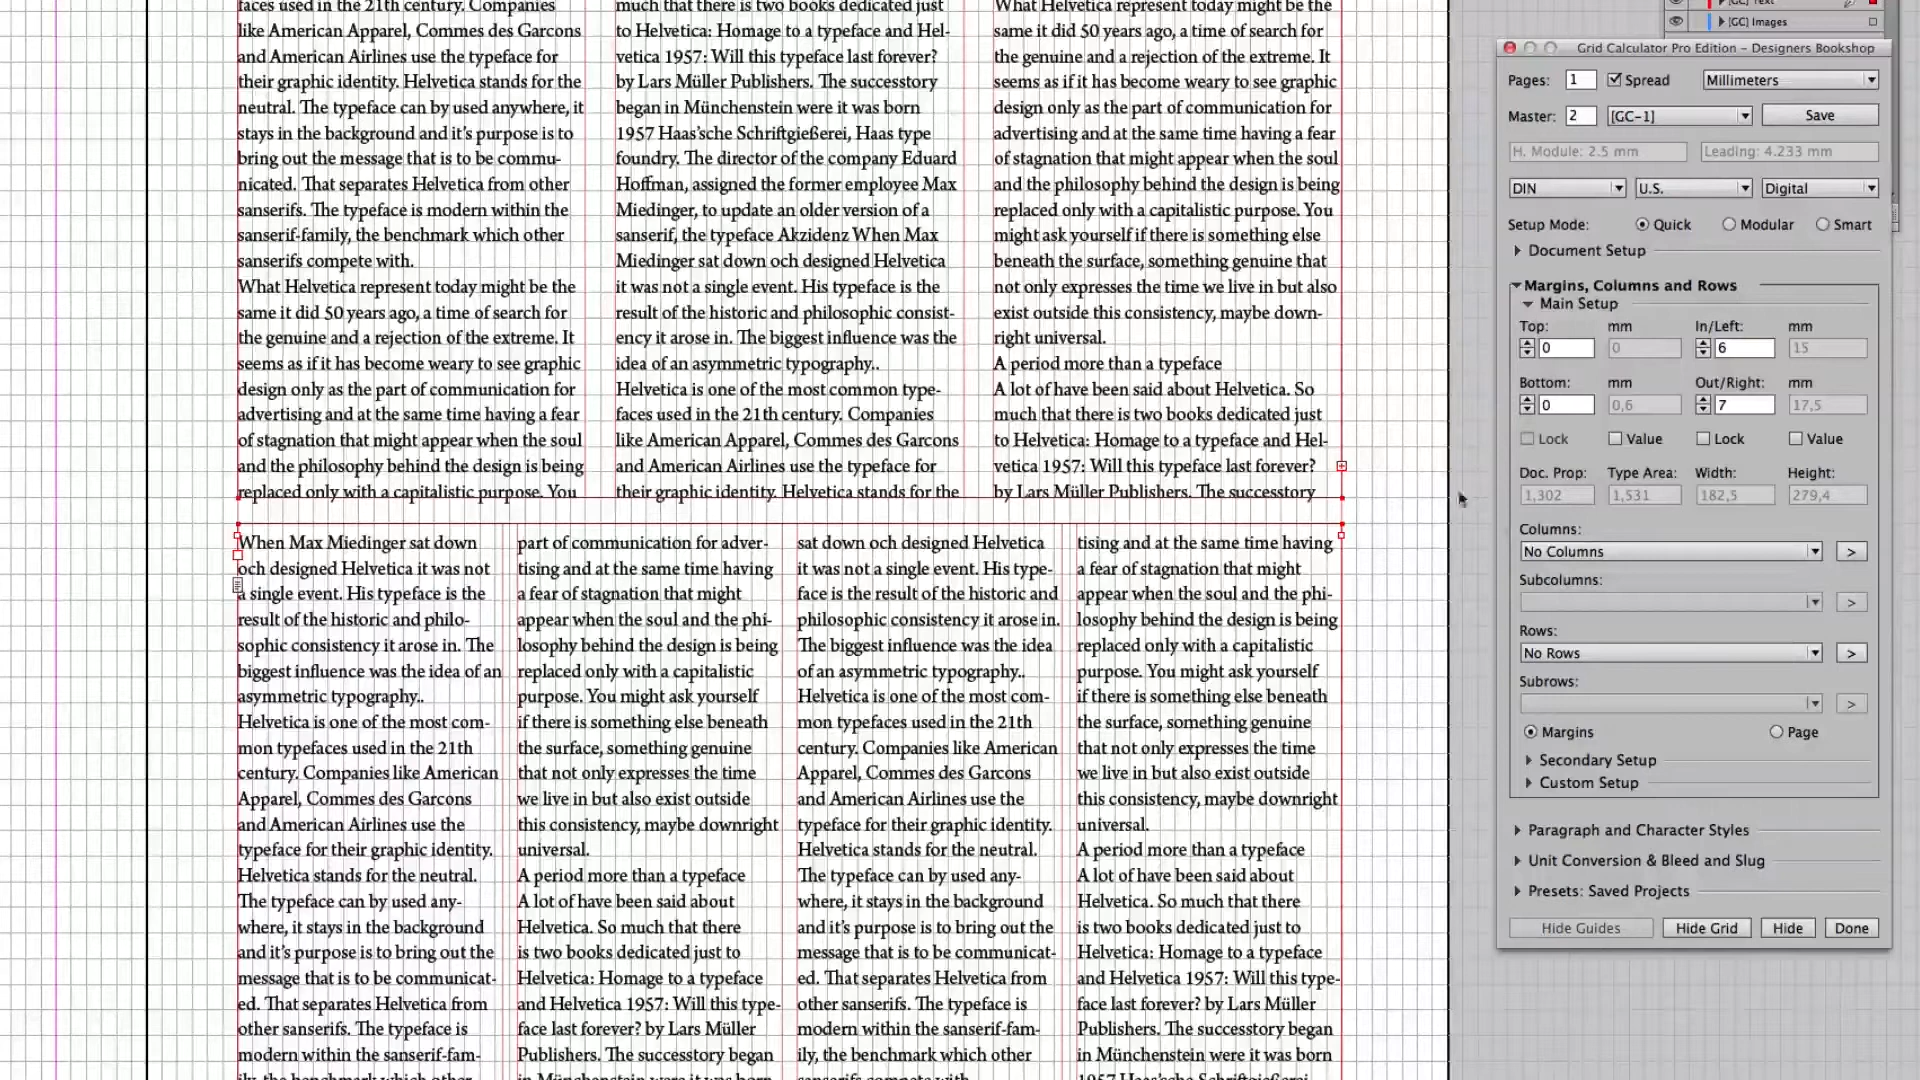 faces used in the 21th century. Companies
like American Apparel, Commes des Garcons
and American Airlines use the typeface for
their graphic identity. Helvetica stands for the
neutral. The typeface can by used anywhere, it
stays in the background and it's purpose is to
bring out the message that is to be commu-
nicated. That separates Helvetica from other
sanserifs. The typeface is modern within the
sanserif-family, the benchmark which other
sanserifs compete with.
What Helvetica represent today might be the
same it did 50 years ago, a time of search for
the genuine and a rejection of the extreme. It
seems as if it has become weary to see graphic
design only as the part of communication for
advertising and at the same time having a fear
of stagnation that might appear when the soul
and the philosophy behind the design is being
replaced only with a capitalistic purpose. You
much that there is two books dedicated just
to Helvetica: Homage to a typeface and Hel-
vetica 1957: Will this typeface last forever?
by Lars Müller Publishers. The successtory
began in Münchenstein were it was born
1957 Haas'sche Schriftgießerei, Haas type
foundry. The director of the company Eduard
Hoffman, assigned the former employee Max
Miedinger, to update an older version of a
sanserif, the typeface Akzidenz When Max
Miedinger sat down och designed Helvetica
it was not a single event. His typeface is the
result of the historic and philosophic consist-
ency it arose in. The biggest influence was the
idea of an asymmetric typography..
Helvetica is one of the most common type-
faces used in the 21th century. Companies
like American Apparel, Commes des Garcons
and American Airlines use the typeface for
their graphic identity. Helvetica stands for the
What Helvetica represent today might be the
same it did 50 years ago, a time of search for
the genuine and a rejection of the extreme. It
seems as if it has become weary to see graphic
design only as the part of communication for
advertising and at the same time having a fear
of stagnation that might appear when the soul
and the philosophy behind the design is being
replaced only with a capitalistic purpose. You
might ask yourself if there is something else
beneath the surface, something genuine that
not only expresses the time we live in but also
exist outside this consistency, maybe down-
right universal.
A period more than a typeface
A lot of have been said about Helvetica. So
much that there is two books dedicated just
to Helvetica: Homage to a typeface and Hel-
vetica 1957: Will this typeface last forever?
by Lars Müller Publishers. The successtory
When Max Miedinger sat down
och designed Helvetica it was not
a single event. His typeface is the
result of the historic and philo-
sophic consistency it arose in. The
biggest influence was the idea of an
asymmetric typography..
Helvetica is one of the most com-
mon typefaces used in the 21th
century. Companies like American
Apparel, Commes des Garcons
and American Airlines use the
typeface for their graphic identity.
Helvetica stands for the neutral.
The typeface can by used any-
where, it stays in the background
and it's purpose is to bring out the
message that is to be communicat-
ed. That separates Helvetica from
other sanserifs. The typeface is
modern within the sanserif-fam-
ily, the benchmark which other
part of communication for adver-
tising and at the same time having
a fear of stagnation that might
appear when the soul and the phi-
losophy behind the design is being
replaced only with a capitalistic
purpose. You might ask yourself
if there is something else beneath
the surface, something genuine
that not only expresses the time
we live in but also exist outside
this consistency, maybe downright
universal.
A period more than a typeface
A lot of have been said about
Helvetica. So much that there
is two books dedicated just to
Helvetica: Homage to a typeface
and Helvetica 1957: Will this type-
face last forever? by Lars Müller
Publishers. The successtory began
in Münchenstein were it was born
sat down och designed Helvetica
it was not a single event. His type-
face is the result of the historic and
philosophic consistency it arose in.
The biggest influence was the idea
of an asymmetric typography..
Helvetica is one of the most com-
mon typefaces used in the 21th
century. Companies like American
Apparel, Commes des Garcons
and American Airlines use the
typeface for their graphic identity.
Helvetica stands for the neutral.
The typeface can by used any-
where, it stays in the background
and it's purpose is to bring out the
message that is to be communicat-
ed. That separates Helvetica from
other sanserifs. The typeface is
modern within the sanserif-fam-
ily, the benchmark which other
sanserifs compete with.
tising and at the same time having
a fear of stagnation that might
appear when the soul and the phi-
losophy behind the design is being
replaced only with a capitalistic
purpose. You might ask yourself
if there is something else beneath
the surface, something genuine
that not only expresses the time
we live in but also exist outside
this consistency, maybe downright
universal.
A period more than a typeface
A lot of have been said about
Helvetica. So much that there
is two books dedicated just to
Helvetica: Homage to a typeface
and Helvetica 1957: Will this type-
face last forever? by Lars Müller
Publishers. The successtory began
in Münchenstein were it was born
1957 Haas'sche Schriftgießerei,
[GC] Text
[GC] Images
Grid Calculator Pro Edition – Designers Bookshop
Pages: 1 Spread Millimeters
Master: 2 [GC-1] Save
H. Module: 2.5 mm Leading: 4.233 mm
DIN U.S. Digital
Setup Mode: Quick Modular Smart
Document Setup
Margins, Columns and Rows
Main Setup
Top: mm In/Left: mm
0 0 6 15
Bottom: mm Out/Right: mm
0 0,6 7 17,5
Lock Value Lock Value
Doc. Prop: Type Area: Width: Height:
1,302 1,531 182,5 279,4
Columns:
No Columns >
Subcolumns:
>
Rows:
No Rows >
Subrows:
>
Margins Page
Secondary Setup
Custom Setup
Paragraph and Character Styles
Unit Conversion & Bleed and Slug
Presets: Saved Projects
Hide Guides Hide Grid Hide Done